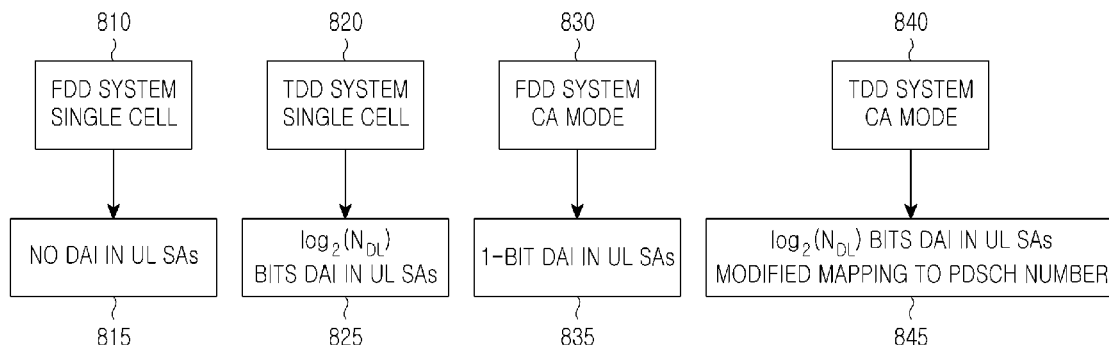 810
820
830
840
FDD SYSTEM
SINGLE CELL
TDD SYSTEM
SINGLE CELL
FDD SYSTEM
CA MODE
TDD SYSTEM
CA MODE
NO DAI IN UL SAs
log₂(N_DL)
BITS DAI IN UL SAs
1-BIT DAI IN UL SAs
log₂(N_DL) BITS DAI IN UL SAs
MODIFIED MAPPING TO PDSCH NUMBER
815
825
835
845